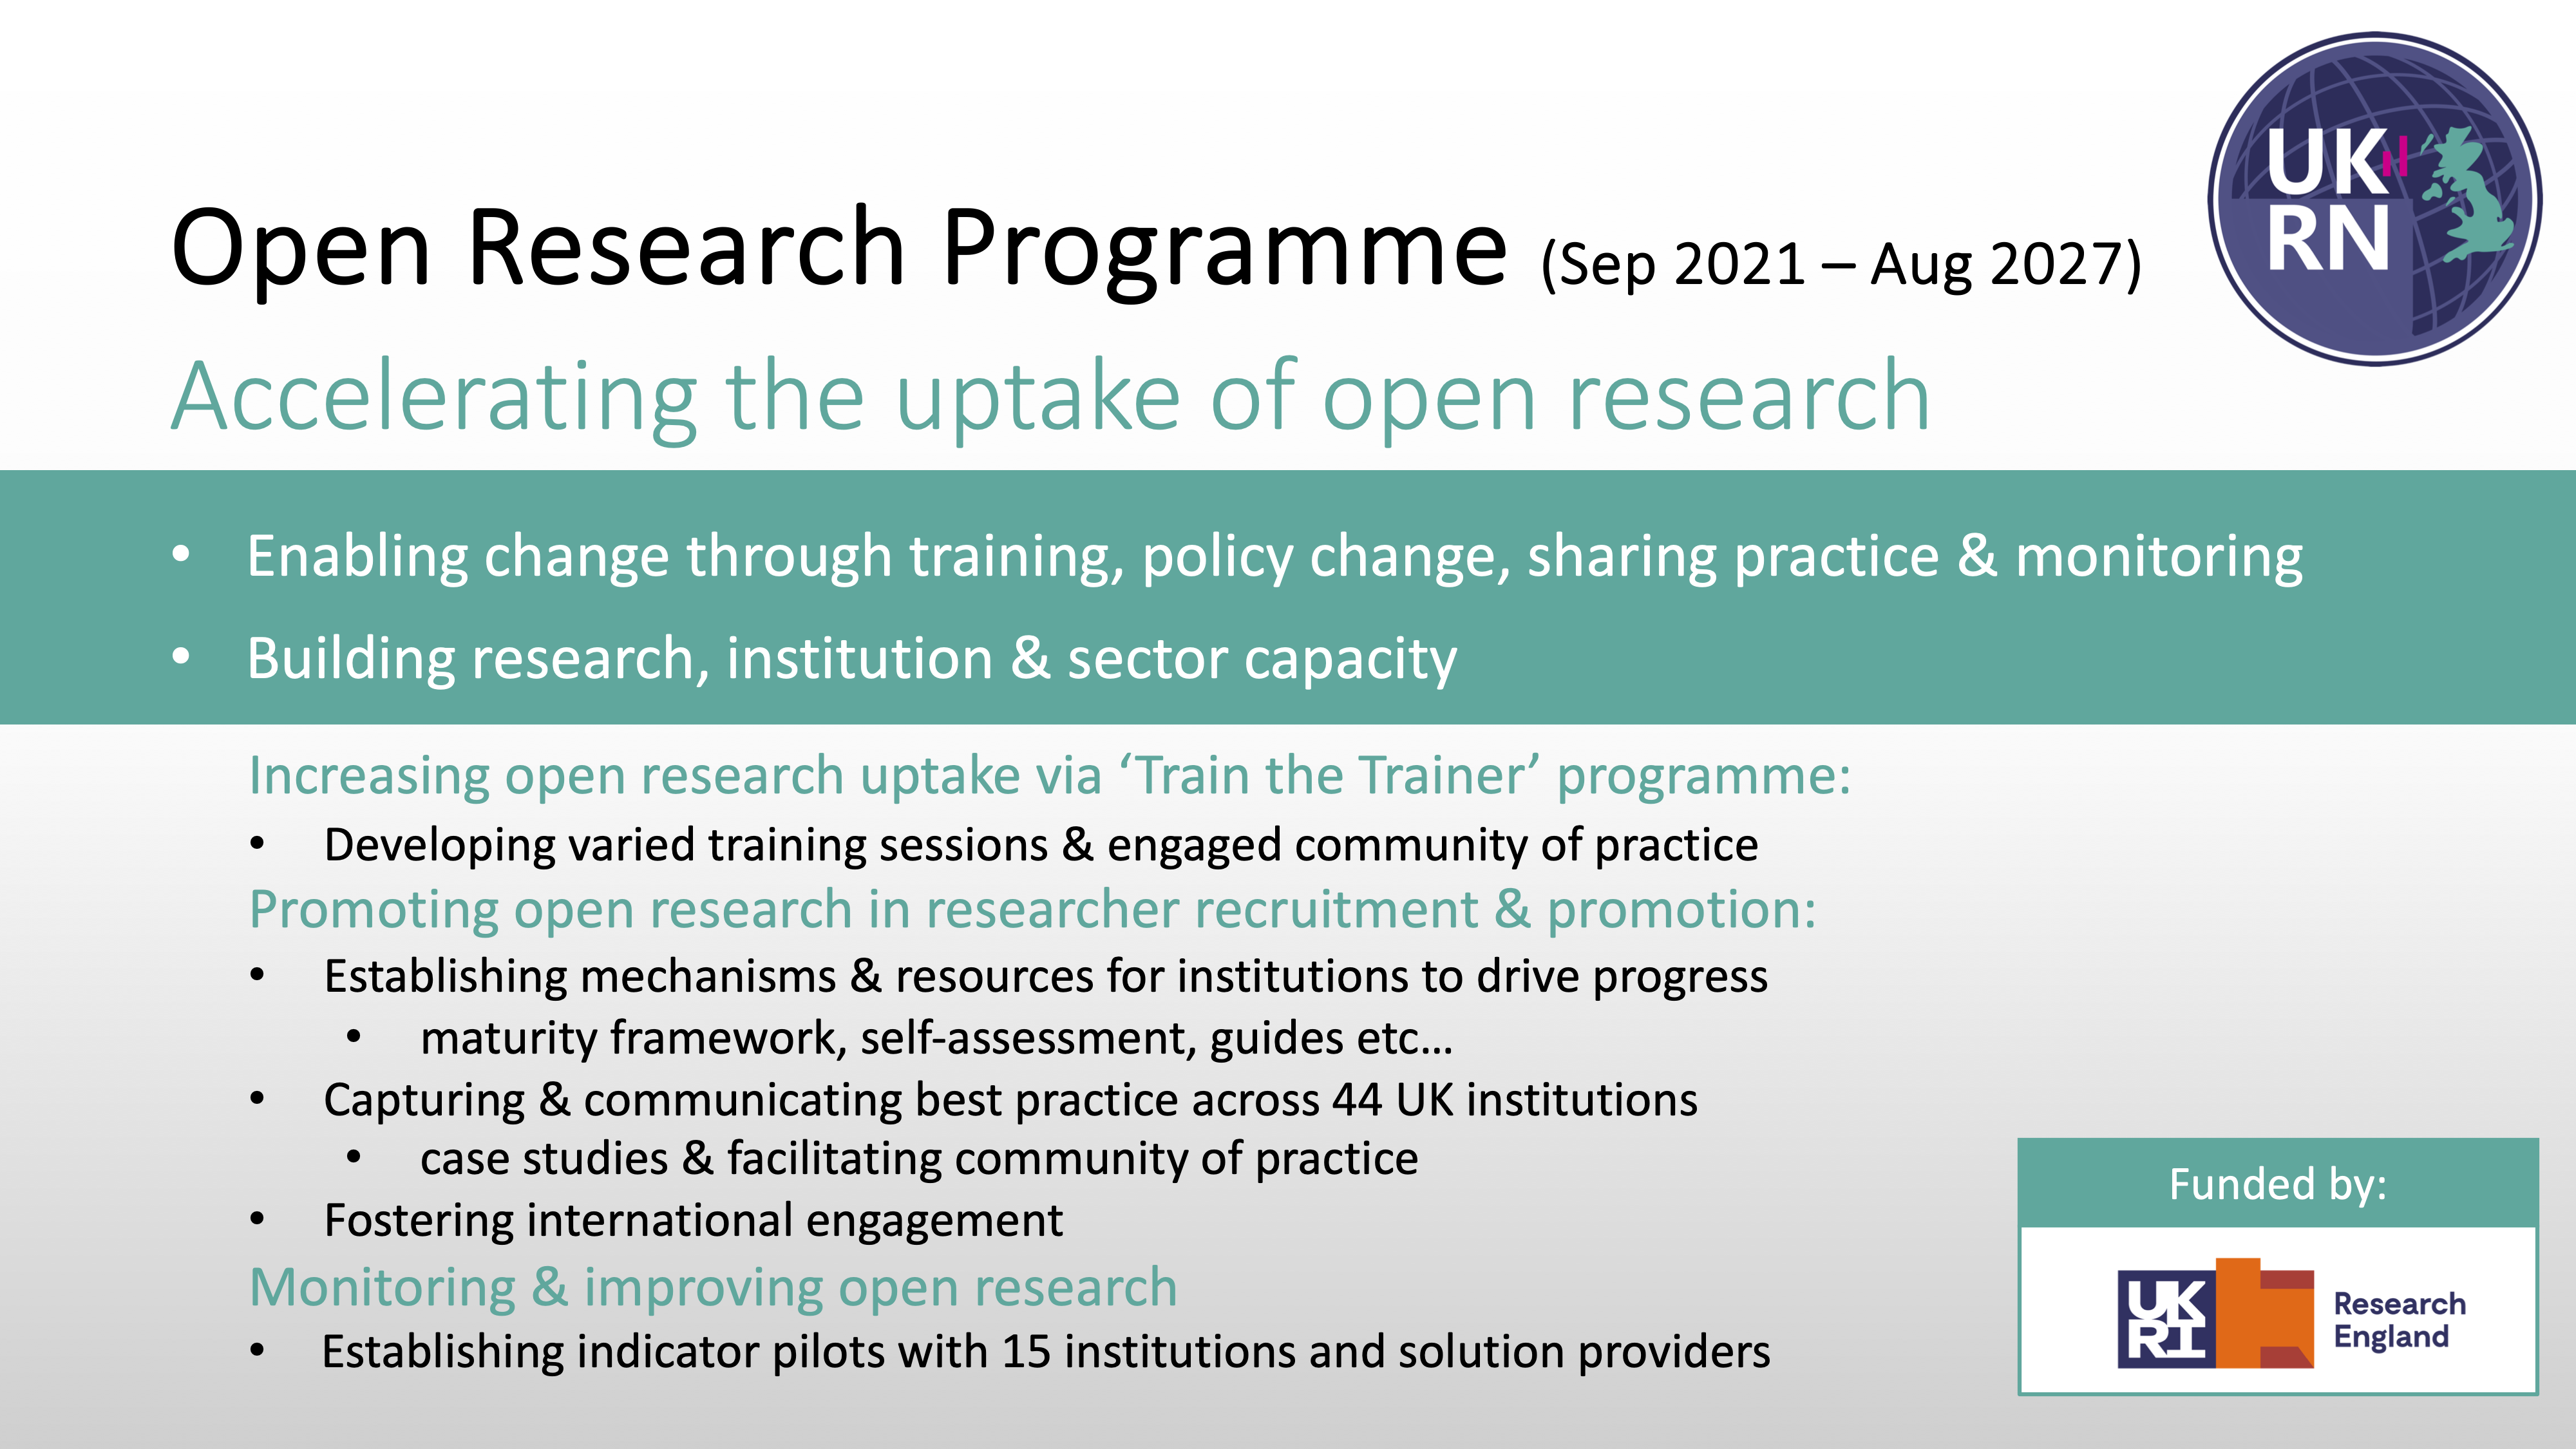 UK
RN
Open Research Programme (Sep 2021 – Aug 2027)
Accelerating the uptake of open research
• Enabling change through training, policy change, sharing practice & monitoring
• Building research, institution & sector capacity
Increasing open research uptake via ‘Train the Trainer’ programme:
• Developing varied training sessions & engaged community of practice
Promoting open research in researcher recruitment & promotion:
• Establishing mechanisms & resources for institutions to drive progress
• maturity framework, self-assessment, guides etc…
• Capturing & communicating best practice across 44 UK institutions
• case studies & facilitating community of practice
• Fostering international engagement
Monitoring & improving open research
• Establishing indicator pilots with 15 institutions and solution providers
Funded by:
UK
RI
Research
England